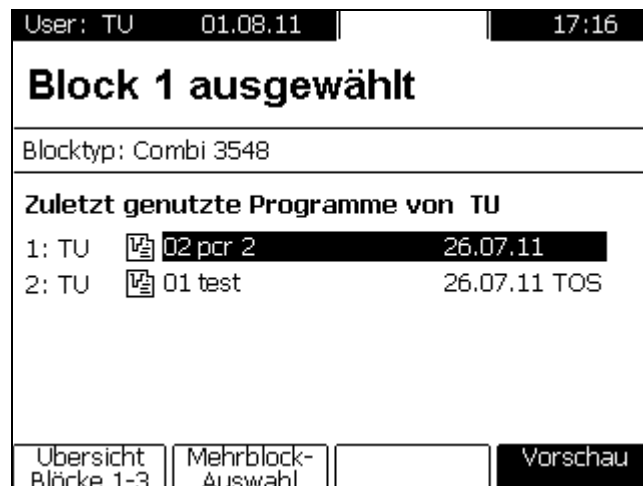 User: TU 01.08.11 17:16
Block 1 ausgewählt
Blocktyp: Combi 3548
Zuletzt genutzte Programme von TU
1: TU 02 pcr 2 26.07.11
2: TU 01 test 26.07.11 TOS
Übersicht Mehrblock- Vorschau
Blöcke 1-3 Auswahl